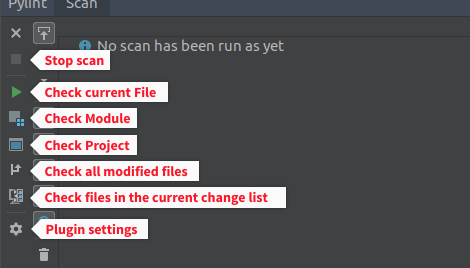 Pylint Scan
No scan has been run as yet
Stop scan
Check current File
Check Module
Check Project
Check all modified files
Check files in the current change list
Plugin settings